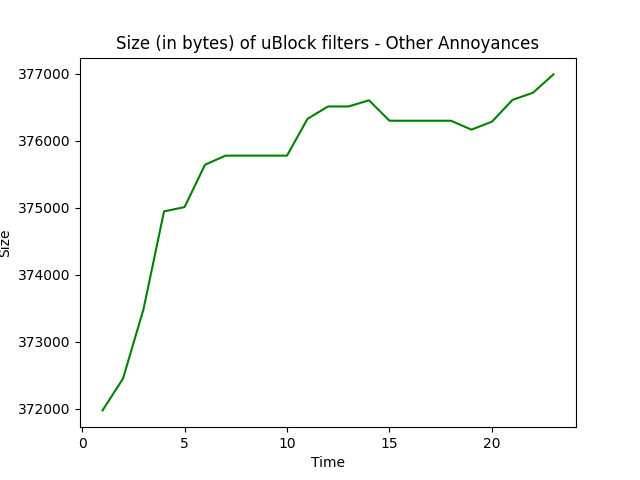 Size (in bytes) of uBlock filters - Other Annoyances
377000
376000
375000
374000
373000
372000
Size
0 5 10 15 20
Time